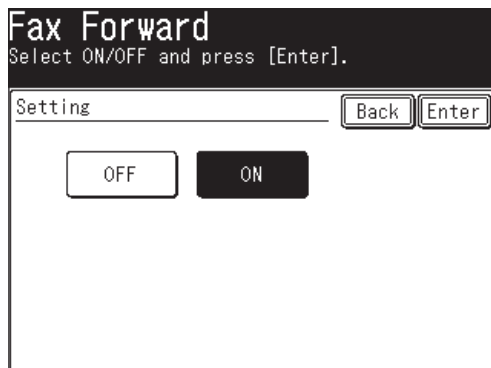 Fax Forward
Select ON/OFF and press [Enter].
Setting
Back Enter
OFF ON